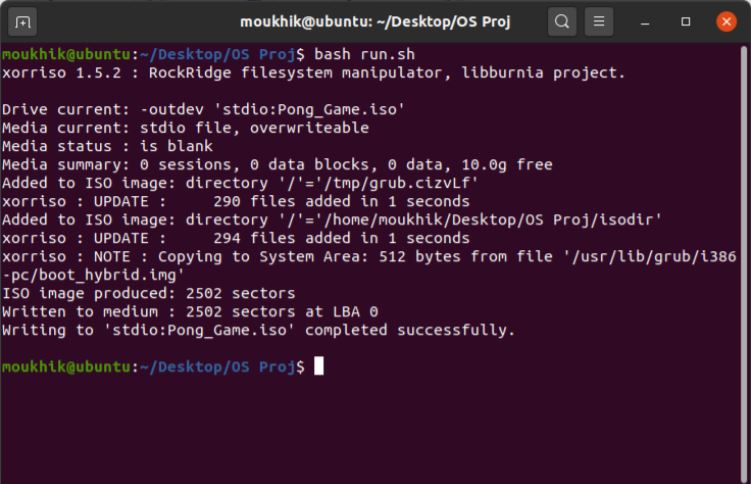 moukhik@ubuntu: ~/Desktop/OS Proj
moukhik@ubuntu:~/Desktop/OS Proj$ bash run.sh
xorriso 1.5.2 : RockRidge filesystem manipulator, libburnia project.
Drive current: -outdev 'stdio:Pong_Game.iso'
Media current: stdio file, overwriteable
Media status : is blank
Media summary: 0 sessions, 0 data blocks, 0 data, 10.0g free
Added to ISO image: directory '/'='/tmp/grub.cizvLf'
xorriso : UPDATE :     290 files added in 1 seconds
Added to ISO image: directory '/'='/home/moukhik/Desktop/OS Proj/isodir'
xorriso : UPDATE :     294 files added in 1 seconds
xorriso : NOTE : Copying to System Area: 512 bytes from file '/usr/lib/grub/i386
-pc/boot_hybrid.img'
ISO image produced: 2502 sectors
Written to medium : 2502 sectors at LBA 0
Writing to 'stdio:Pong_Game.iso' completed successfully.
moukhik@ubuntu:~/Desktop/OS Proj$